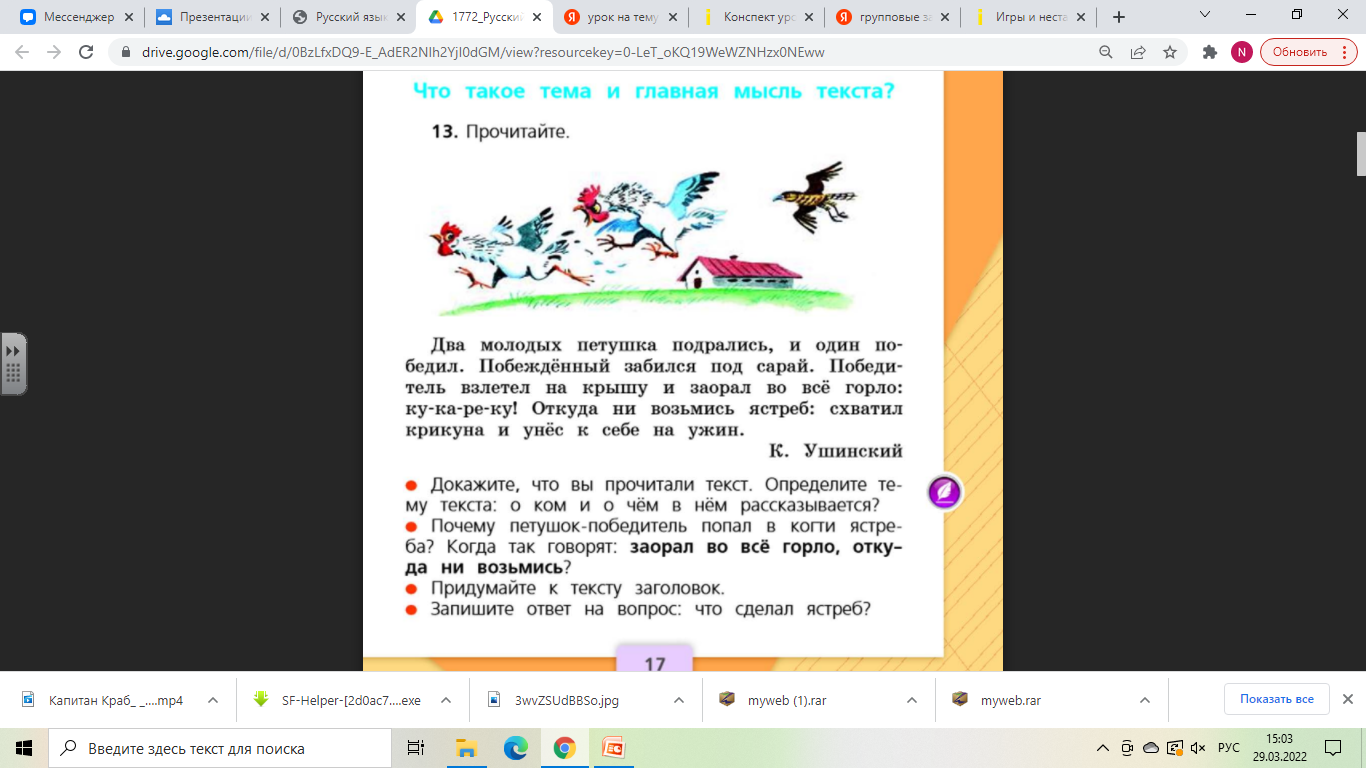 Мессенджер
Презентации
Русский язык
1772_Русский
урок на тему
Конспект уро
групповые за
Игры и неста
drive.google.com/file/d/0BzLfxDQ9-E_AdER2NIh2YjI0dGM/view?resourcekey=0-LeT_oKQ19WeWZNHzx0NEww
N
Обновить
Что такое тема и главная мысль текста?
13. Прочитайте.
Два молодых петушка подрались, и один по-
бедил. Побеждённый забился под сарай. Победи-
тель взлетел на крышу и заорал во всё горло:
ку-ка-ре-ку! Откуда ни возьмись ястреб: схватил
крикуна и унёс к себе на ужин.
К. Ушинский
Докажите, что вы прочитали текст. Определите те-
му текста: о ком и о чём в нём рассказывается?
Почему петушок-победитель попал в когти ястре-
ба? Когда так говорят: заорал во всё горло, отку-
да ни возьмись?
Придумайте к тексту заголовок.
Запишите ответ на вопрос: что сделал ястреб?
17
Капитан Краб_ _....mp4
SF-Helper-[2d0ac7....exe
3wvZSUdBBSo.jpg
myweb (1).rar
myweb.rar
Показать все
Введите здесь текст для поиска
РУС
15:03
29.03.2022